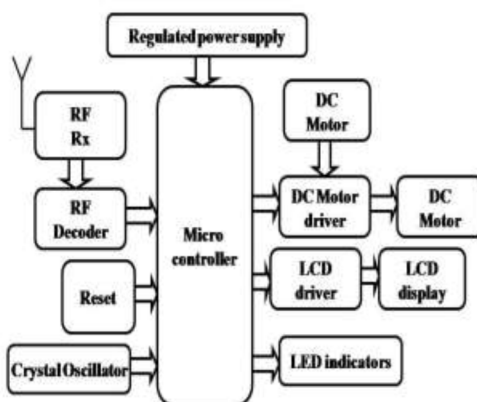 Regulated power supply
RF
Rx
DC
Motor
RF
Decoder
Micro
controller
DC Motor
driver
DC
Motor
Reset
LCD
driver
LCD
display
Crystal Oscillator
LED indicators